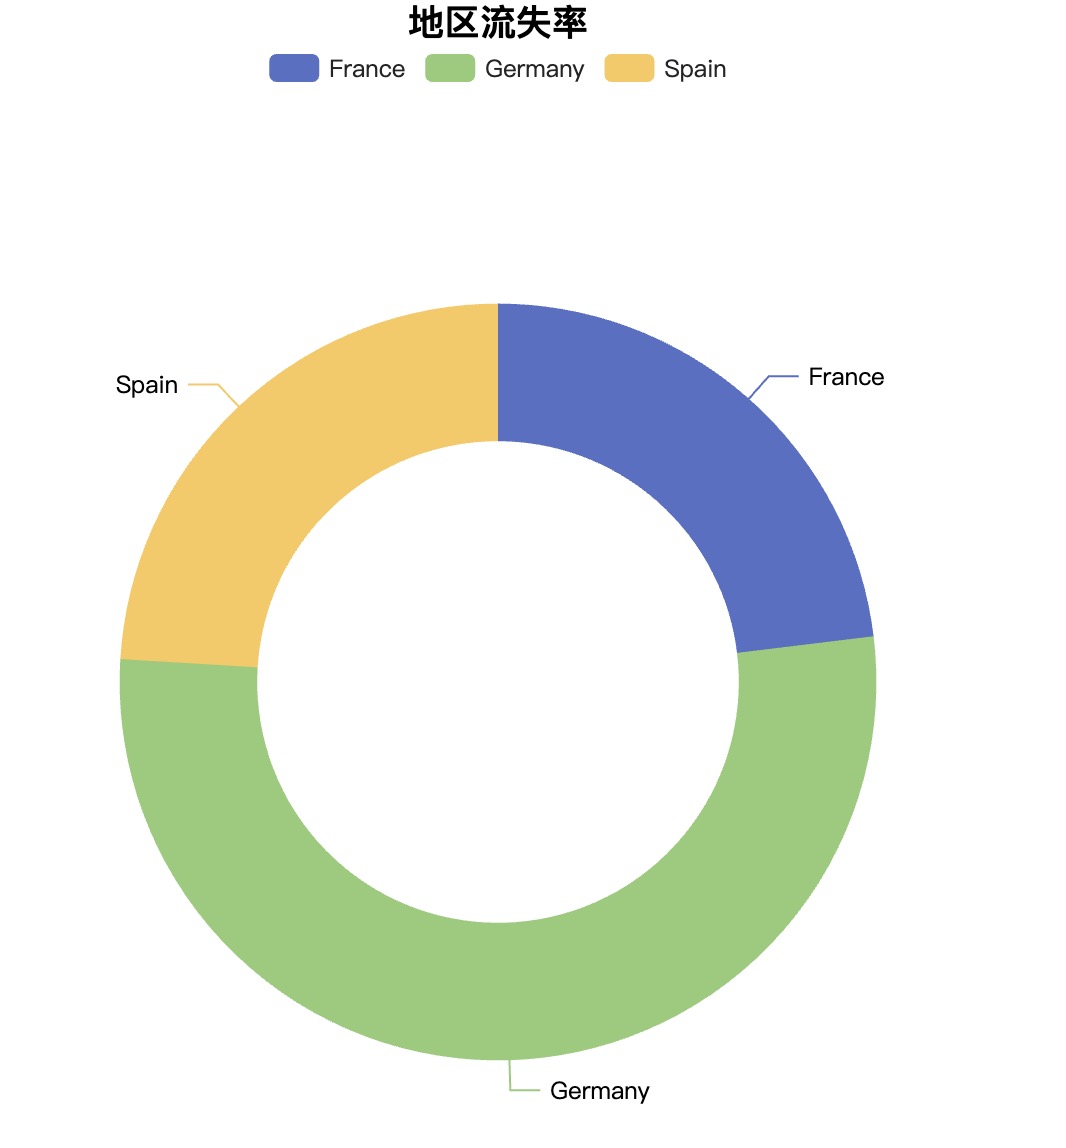 地区流失率
France Germany Spain
France
Spain
Germany